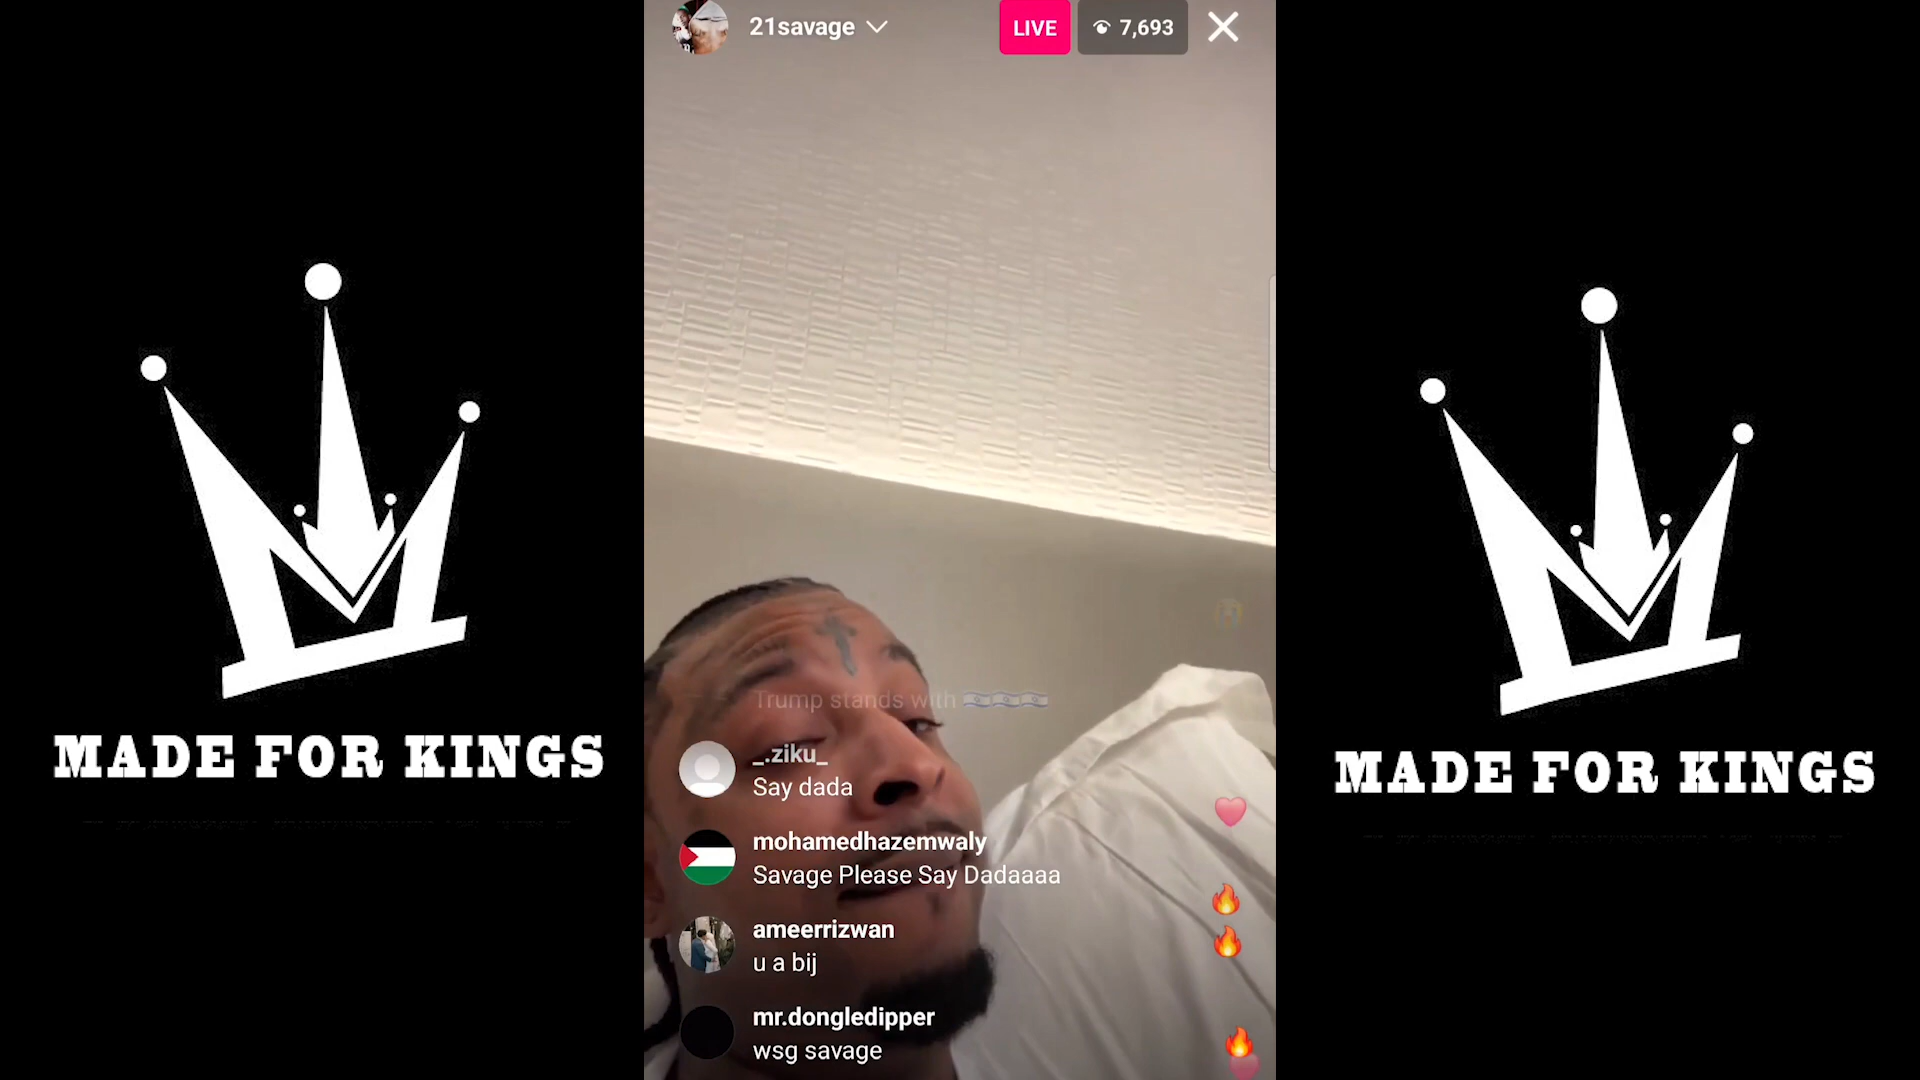 21savage
LIVE
7,693
Trump stands with
_.ziku_
Say dada
mohamedhazemwaly
Savage Please Say Dadaaaa
ameerrizwan
u a bij
mr.dongledipper
wsg savage
MADE FOR KINGS
MADE FOR KINGS